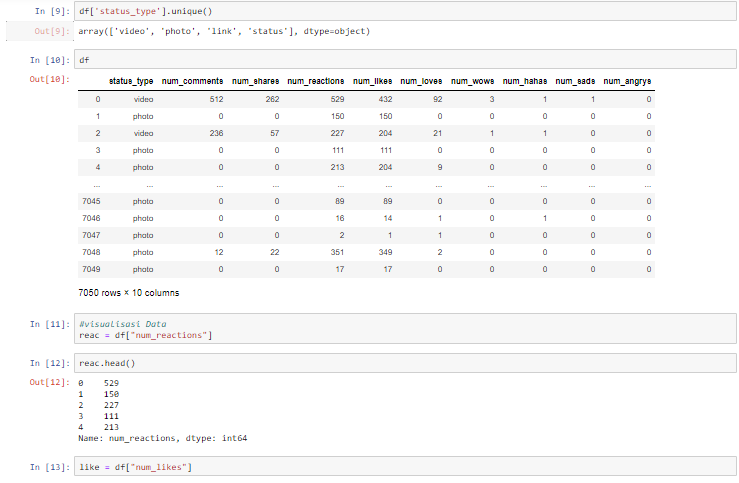 In [9]: df['status_type'].unique()
Out[9]: array(['video', 'photo', 'link', 'status'], dtype=object)
In [10]: df
Out[10]:
status_type num_comments num_shares num_reactions num_likes num_loves num_wows num_hahas num_sads num_angrys
0 video 512 262 529 432 92 3 1 1 0
1 photo 0 0 150 150 0 0 0 0 0
2 video 236 57 227 204 21 1 1 0 0
3 photo 0 0 111 111 0 0 0 0 0
4 photo 0 0 213 204 9 0 0 0 0
... ... ... ... ... ... ... ... ... ... ...
7045 photo 0 0 89 89 0 0 0 0 0
7046 photo 0 0 16 14 1 0 1 0 0
7047 photo 0 0 2 1 1 0 0 0 0
7048 photo 12 22 351 349 2 0 0 0 0
7049 photo 0 0 17 17 0 0 0 0 0
7050 rows × 10 columns
In [11]: #visualisasi Data
reac = df["num_reactions"]
In [12]: reac.head()
Out[12]: 0 529
1 150
2 227
3 111
4 213
Name: num_reactions, dtype: int64
In [13]: like = df["num_likes"]